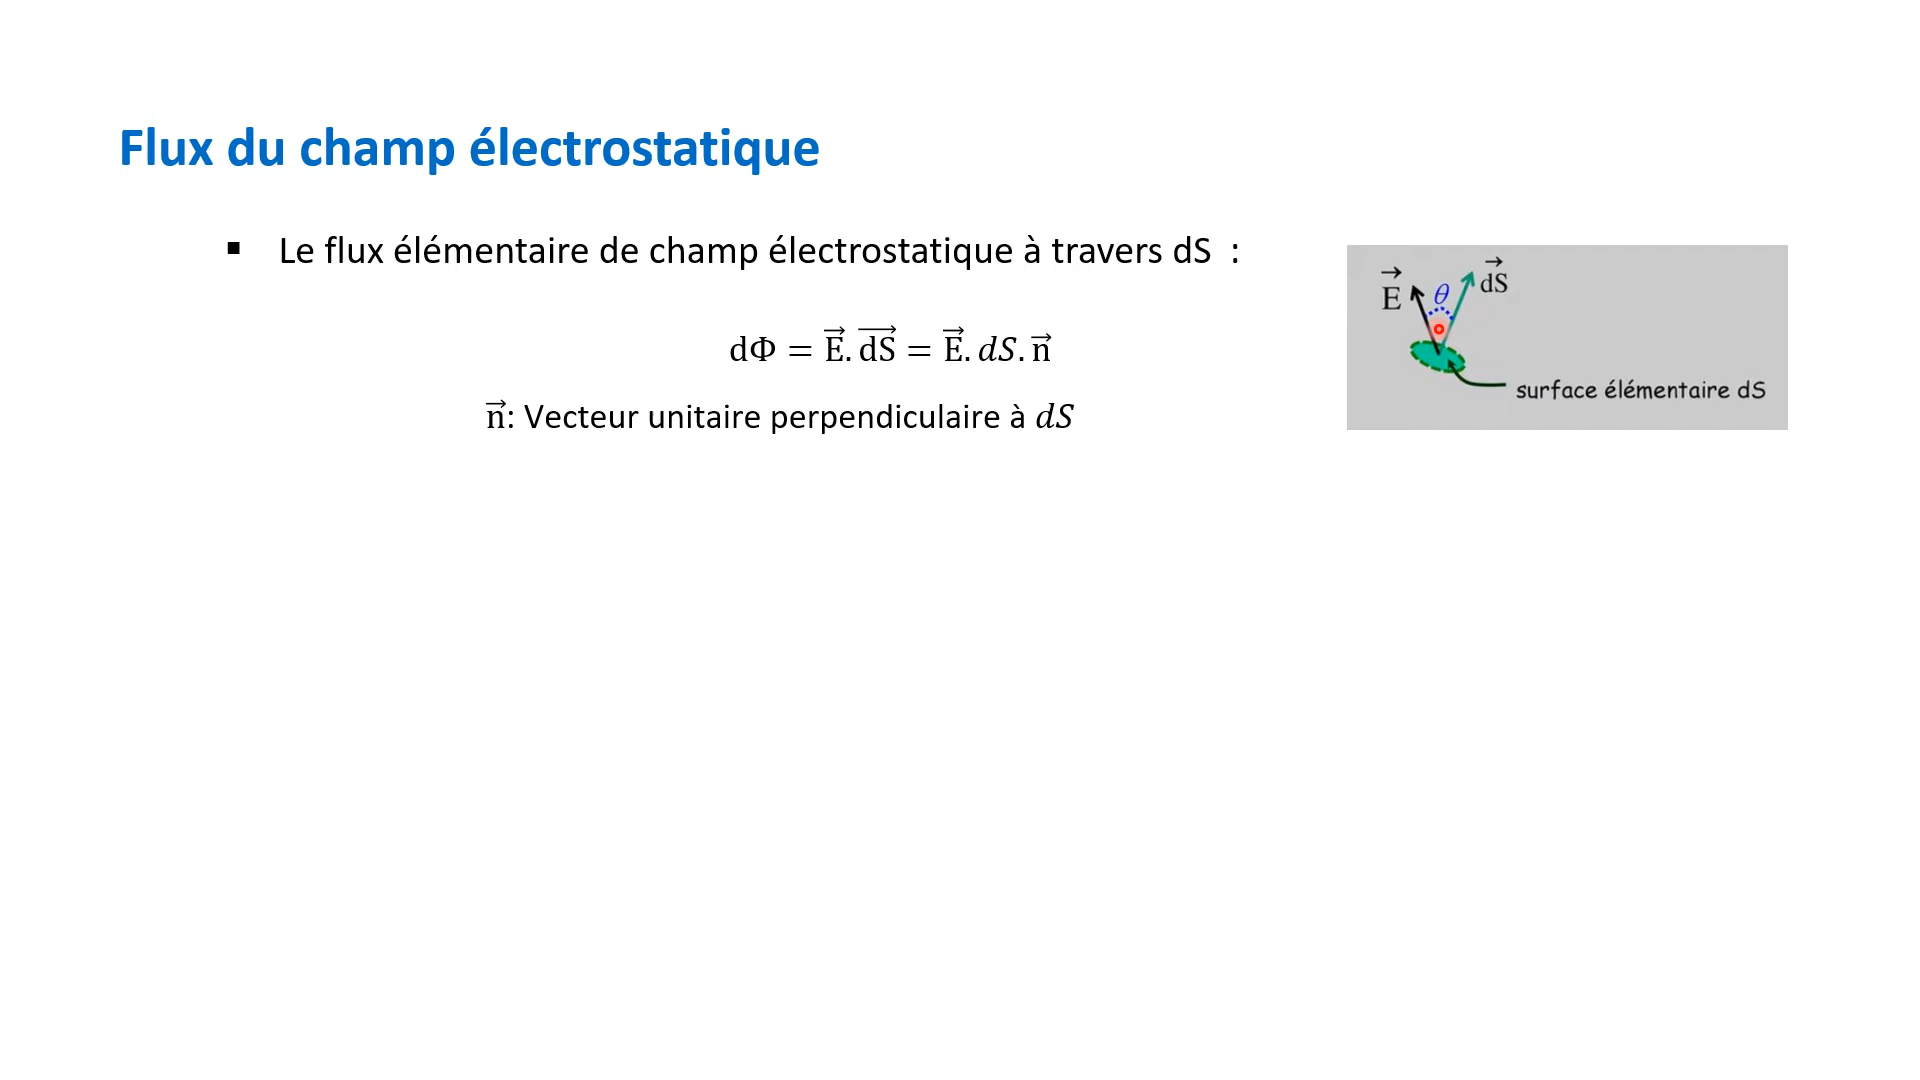 Flux du champ électrostatique
▪ Le flux élémentaire de champ électrostatique à travers dS :
dΦ = E⃗. dS⃗ = E⃗. dS. n⃗
n⃗: Vecteur unitaire perpendiculaire à dS
E⃗ θ dS⃗
surface élémentaire dS